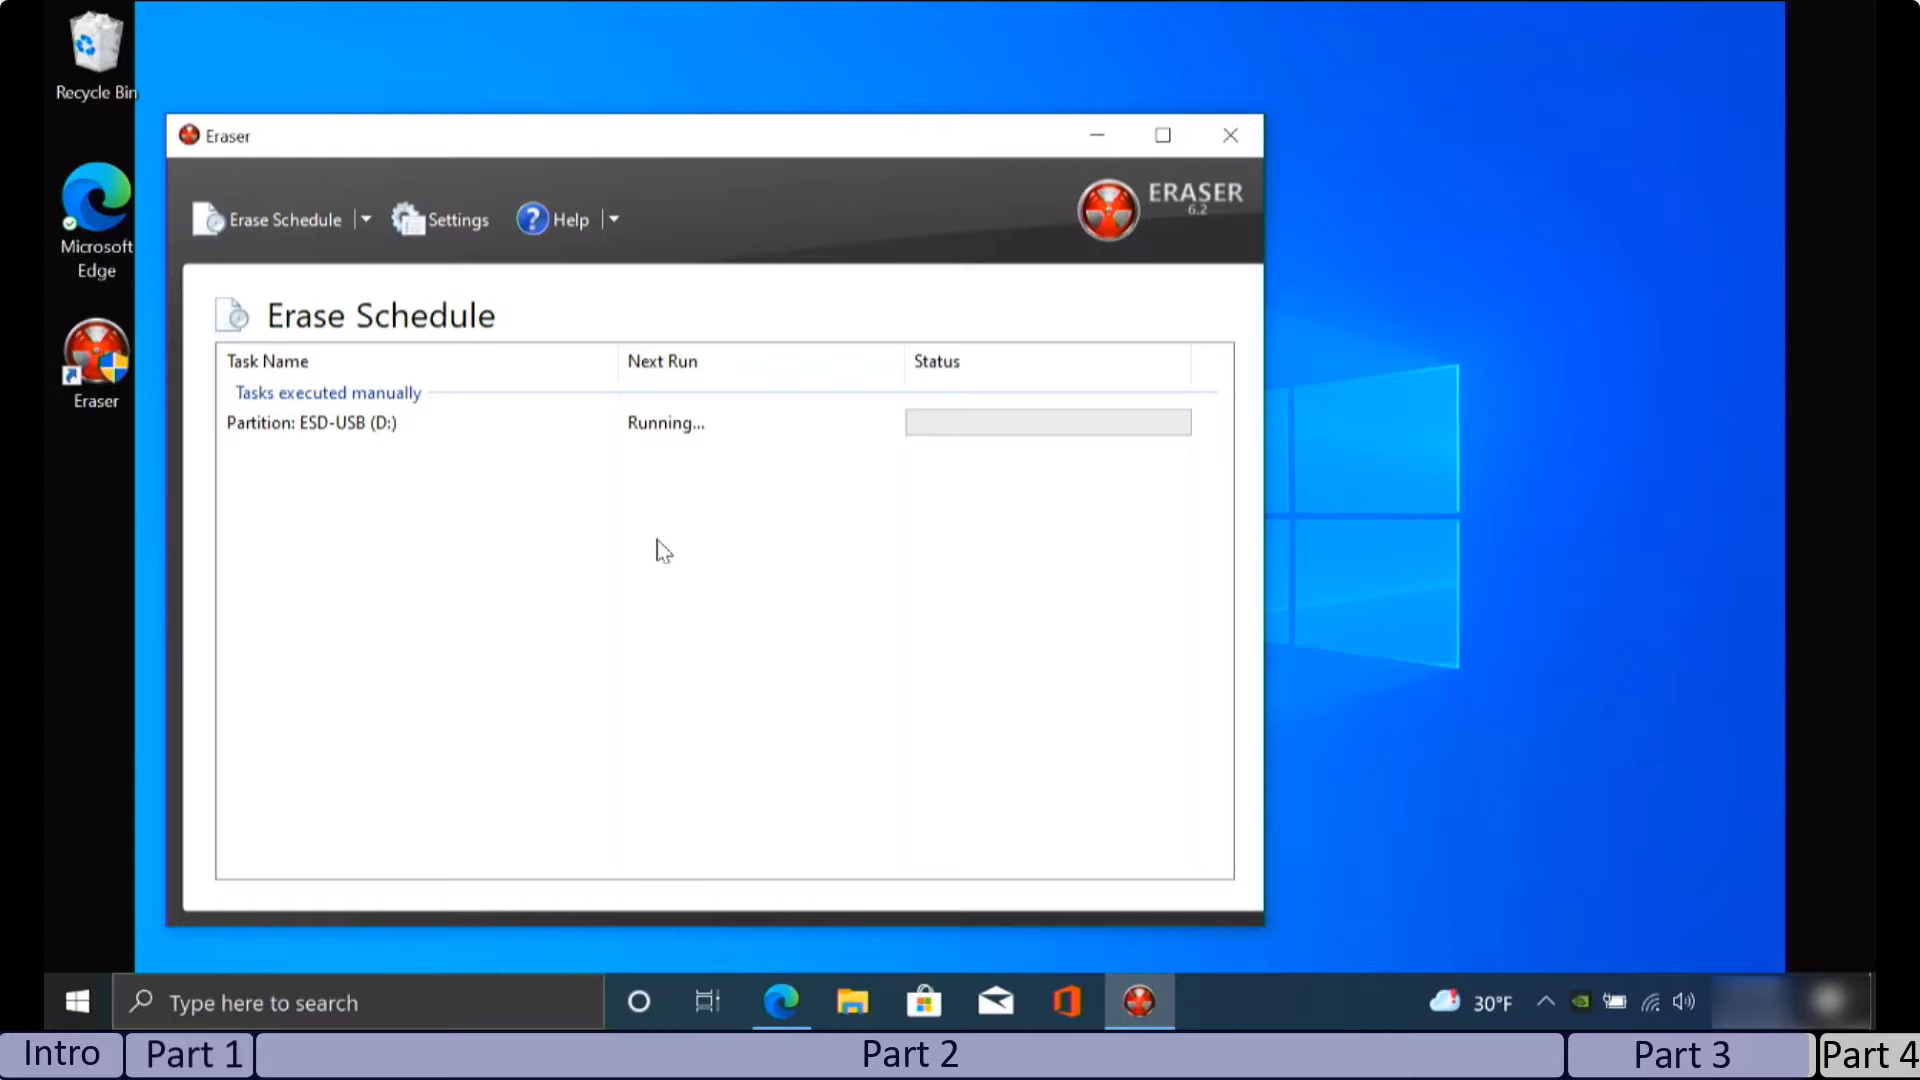 Recycle Bin
Microsoft
Edge
Eraser
Eraser
Erase Schedule
Settings
? Help
ERASER
6.2
Erase Schedule
Task Name Next Run Status
Tasks executed manually
Partition: ESD-USB (D:) Running...
Type here to search
30°F
Intro Part 1 Part 2 Part 3 Part 4